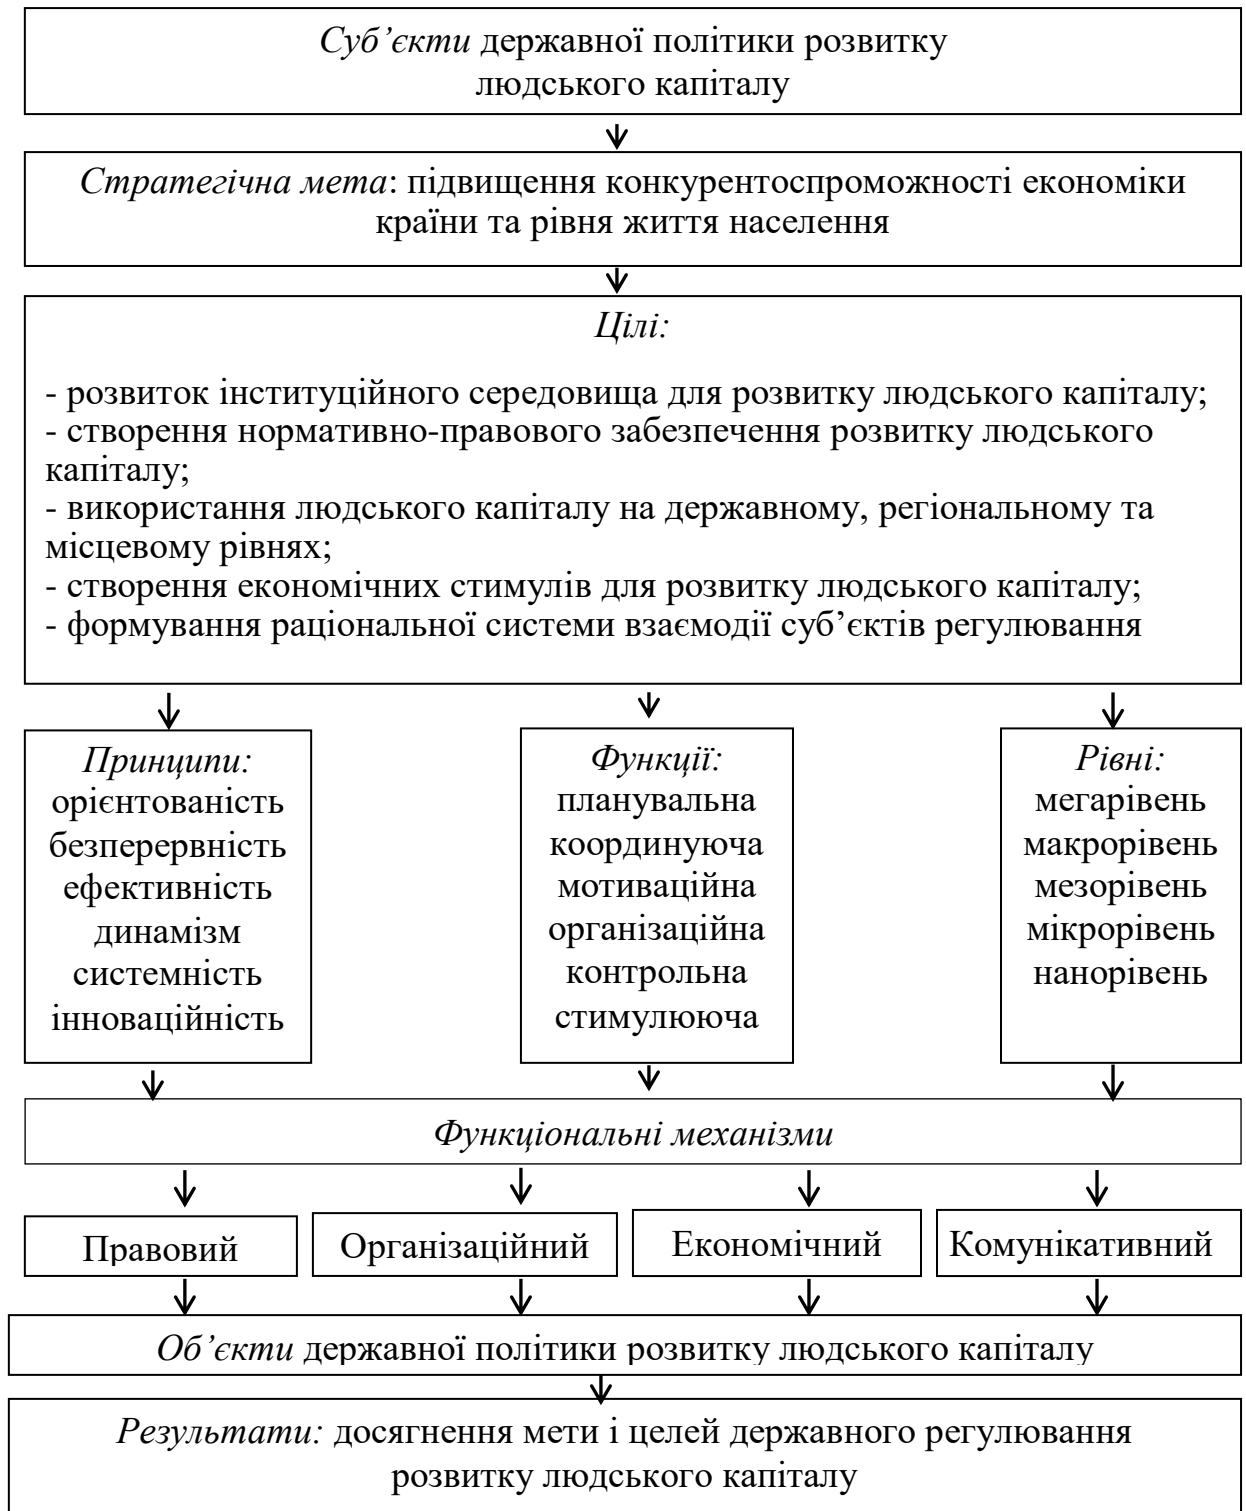 Суб’єкти державної політики розвитку
людського капіталу
Стратегічна мета: підвищення конкурентоспроможності економіки
країни та рівня життя населення
Цілі:
- розвиток інституційного середовища для розвитку людського капіталу;
- створення нормативно-правового забезпечення розвитку людського
капіталу;
- використання людського капіталу на державному, регіональному та
місцевому рівнях;
- створення економічних стимулів для розвитку людського капіталу;
- формування раціональної системи взаємодії суб’єктів регулювання
Принципи:
орієнтованість
безперервність
ефективність
динамізм
системність
інноваційність
Функції:
планувальна
координуюча
мотиваційна
організаційна
контрольна
стимулююча
Рівні:
мегарівень
макрорівень
мезорівень
мікрорівень
нанорівень
Функціональні механізми
Правовий
Організаційний
Економічний
Комунікативний
Об’єкти державної політики розвитку людського капіталу
Результати: досягнення мети і целей державного регулювання
розвитку людського капіталу